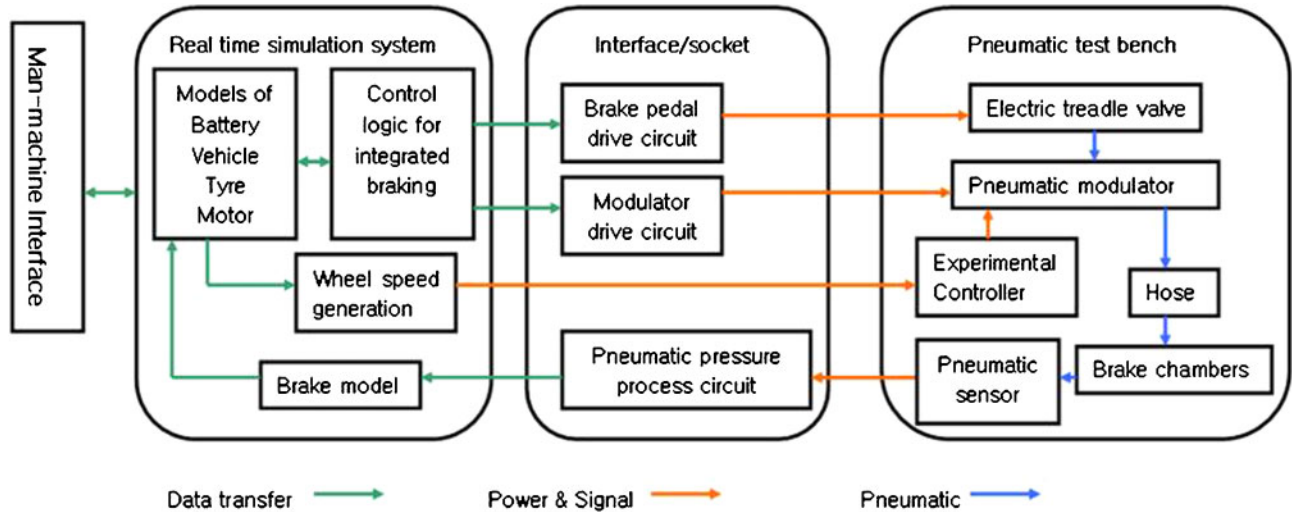 Man-machine Interface
Real time simulation system
Models of
Battery
Vehicle
Tyre
Motor
Control
logic for
integrated
braking
Wheel speed
generation
Brake model
Interface/socket
Brake pedal
drive circuit
Modulator
drive circuit
Pneumatic pressure
process circuit
Pneumatic test bench
Electric treadle valve
Pneumatic modulator
Experimental
Controller
Hose
Pneumatic
sensor
Brake chambers
Data transfer
Power & Signal
Pneumatic